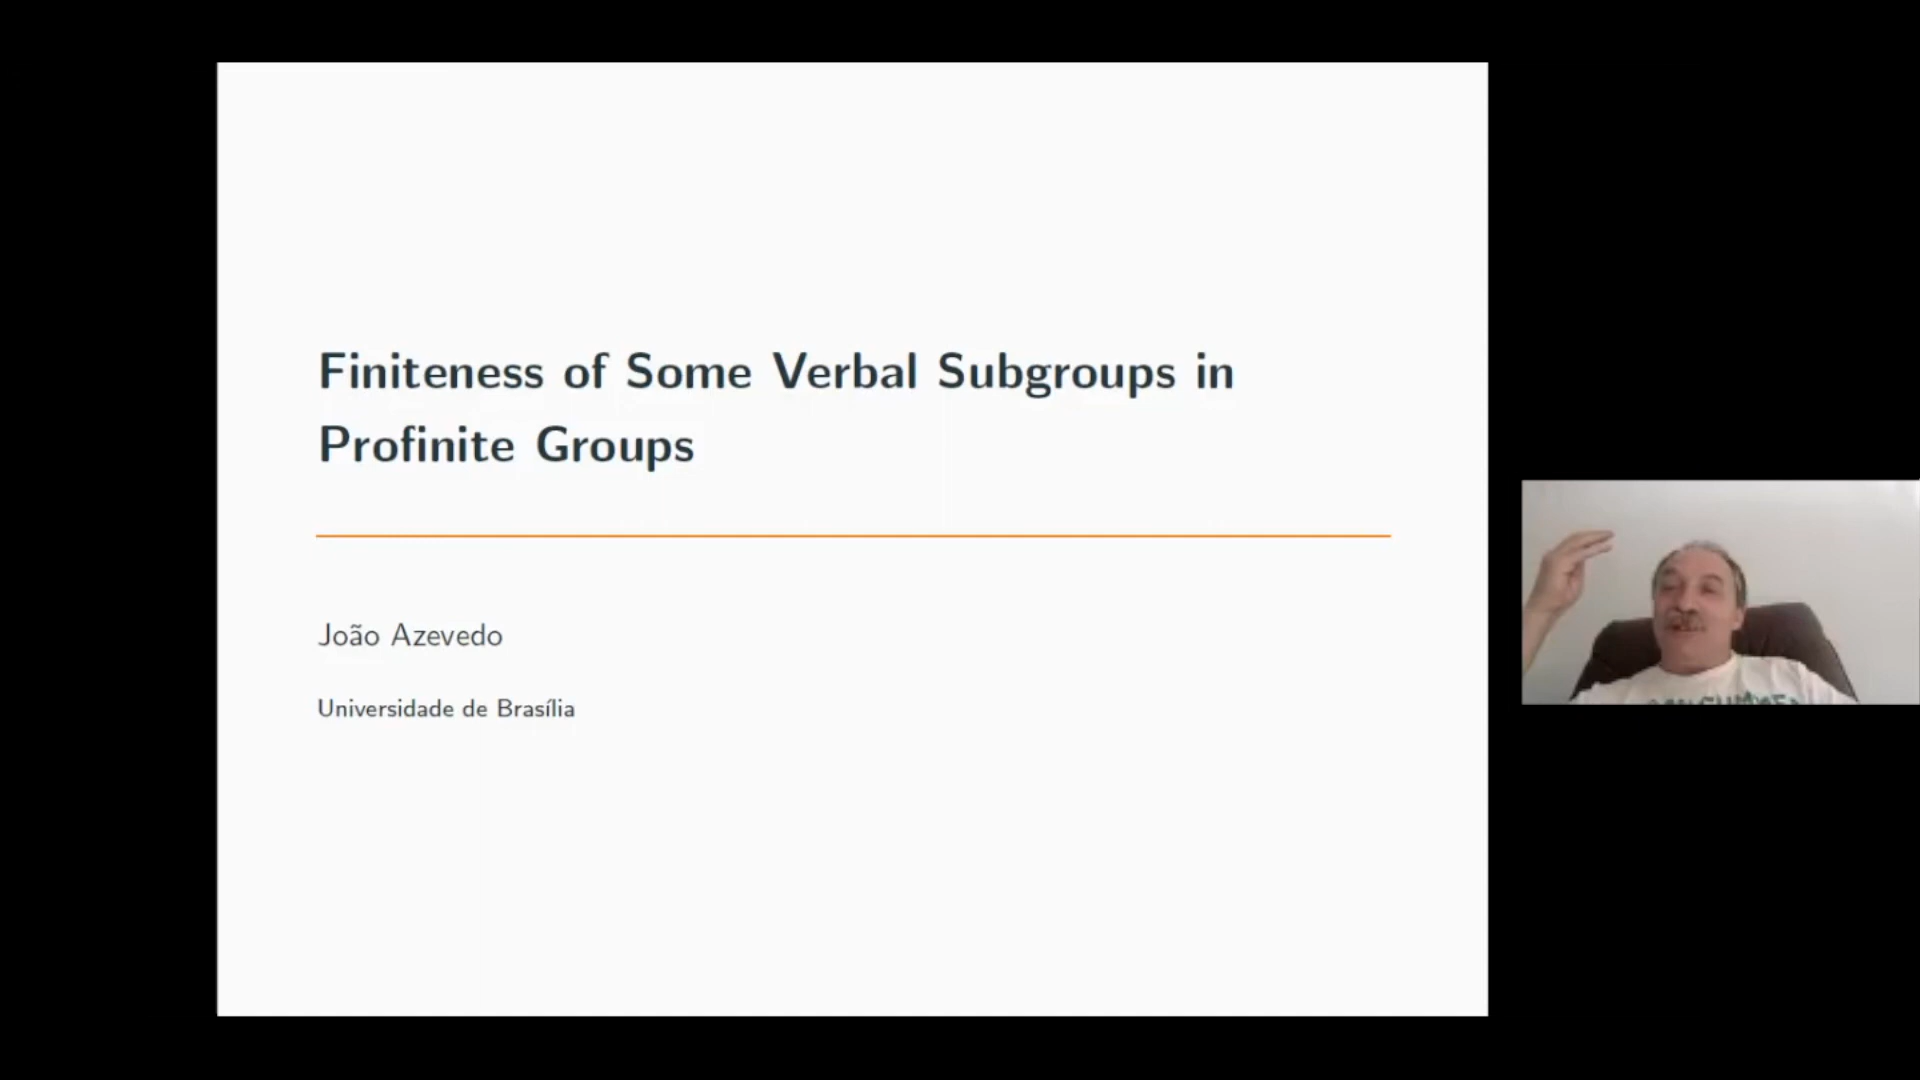 Finiteness of Some Verbal Subgroups in
Profinite Groups
João Azevedo
Universidade de Brasília